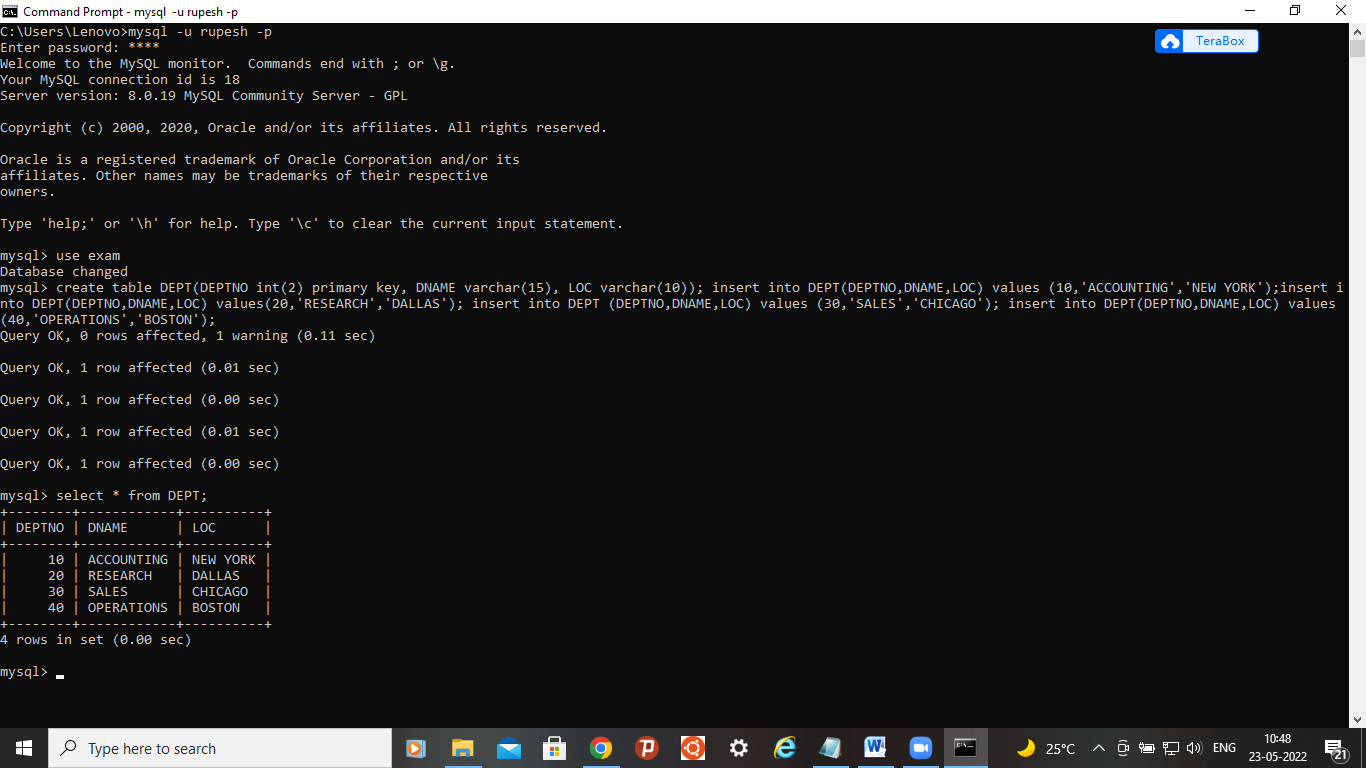 Command Prompt - mysql  -u rupesh -p
C:\Users\Lenovo>mysql -u rupesh -p
TeraBox
Enter password: ****
Welcome to the MySQL monitor.  Commands end with ; or \g.
Your MySQL connection id is 18
Server version: 8.0.19 MySQL Community Server - GPL
Copyright (c) 2000, 2020, Oracle and/or its affiliates. All rights reserved.
Oracle is a registered trademark of Oracle Corporation and/or its
affiliates. Other names may be trademarks of their respective
owners.
Type 'help;' or '\h' for help. Type '\c' to clear the current input statement.
mysql> use exam
Database changed
mysql> create table DEPT(DEPTNO int(2) primary key, DNAME varchar(15), LOC varchar(10)); insert into DEPT(DEPTNO,DNAME,LOC) values (10,'ACCOUNTING','NEW YORK');insert i
nto DEPT(DEPTNO,DNAME,LOC) values(20,'RESEARCH','DALLAS'); insert into DEPT (DEPTNO,DNAME,LOC) values (30,'SALES','CHICAGO'); insert into DEPT(DEPTNO,DNAME,LOC) values
(40,'OPERATIONS','BOSTON');
Query OK, 0 rows affected, 1 warning (0.11 sec)
Query OK, 1 row affected (0.01 sec)
Query OK, 1 row affected (0.00 sec)
Query OK, 1 row affected (0.01 sec)
Query OK, 1 row affected (0.00 sec)
mysql> select * from DEPT;
+--------+------------+----------+
| DEPTNO | DNAME      | LOC      |
+--------+------------+----------+
|     10 | ACCOUNTING | NEW YORK |
|     20 | RESEARCH   | DALLAS   |
|     30 | SALES      | CHICAGO  |
|     40 | OPERATIONS | BOSTON   |
+--------+------------+----------+
4 rows in set (0.00 sec)
mysql>
Type here to search
25°C
ENG
10:48
23-05-2022
21